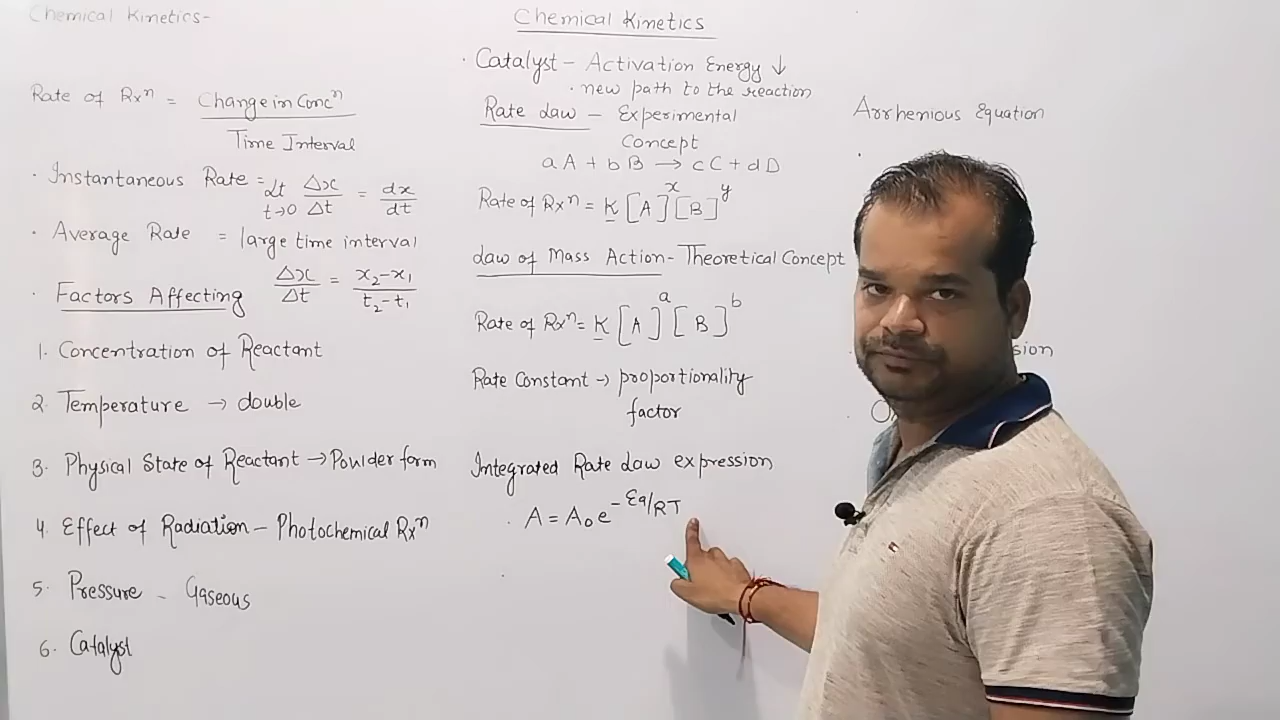 Chemical Kinetics-
Rate of Rxⁿ = Change in Concⁿ
Time Interval
· Instantaneous Rate = Lt t→0 Δx/Δt = dx/dt
· Average Rate = large time interval
Δx/Δt = x₂-x₁/t₂-t₁
· Factors Affecting
1. Concentration of Reactant
2. Temperature → double
3. Physical State of Reactant → Powder form
4. Effect of Radiation – Photochemical Rxⁿ
5. Pressure – Gaseous
6. Catalyst
Chemical Kinetics
· Catalyst – Activation Energy ↓
· new path to the reaction
Rate Law – Experimental
Concept
aA + bB → cC + dD
Rate of Rxⁿ = K [A]ˣ [B]ʸ
Law of Mass Action – Theoretical Concept
Rate of Rxⁿ = K [A]ᵃ [B]ᵇ
Rate Constant → proportionality
factor
Integrated Rate Law expression
· A = A₀ e^-Ea/RT
Arrhenious Equation